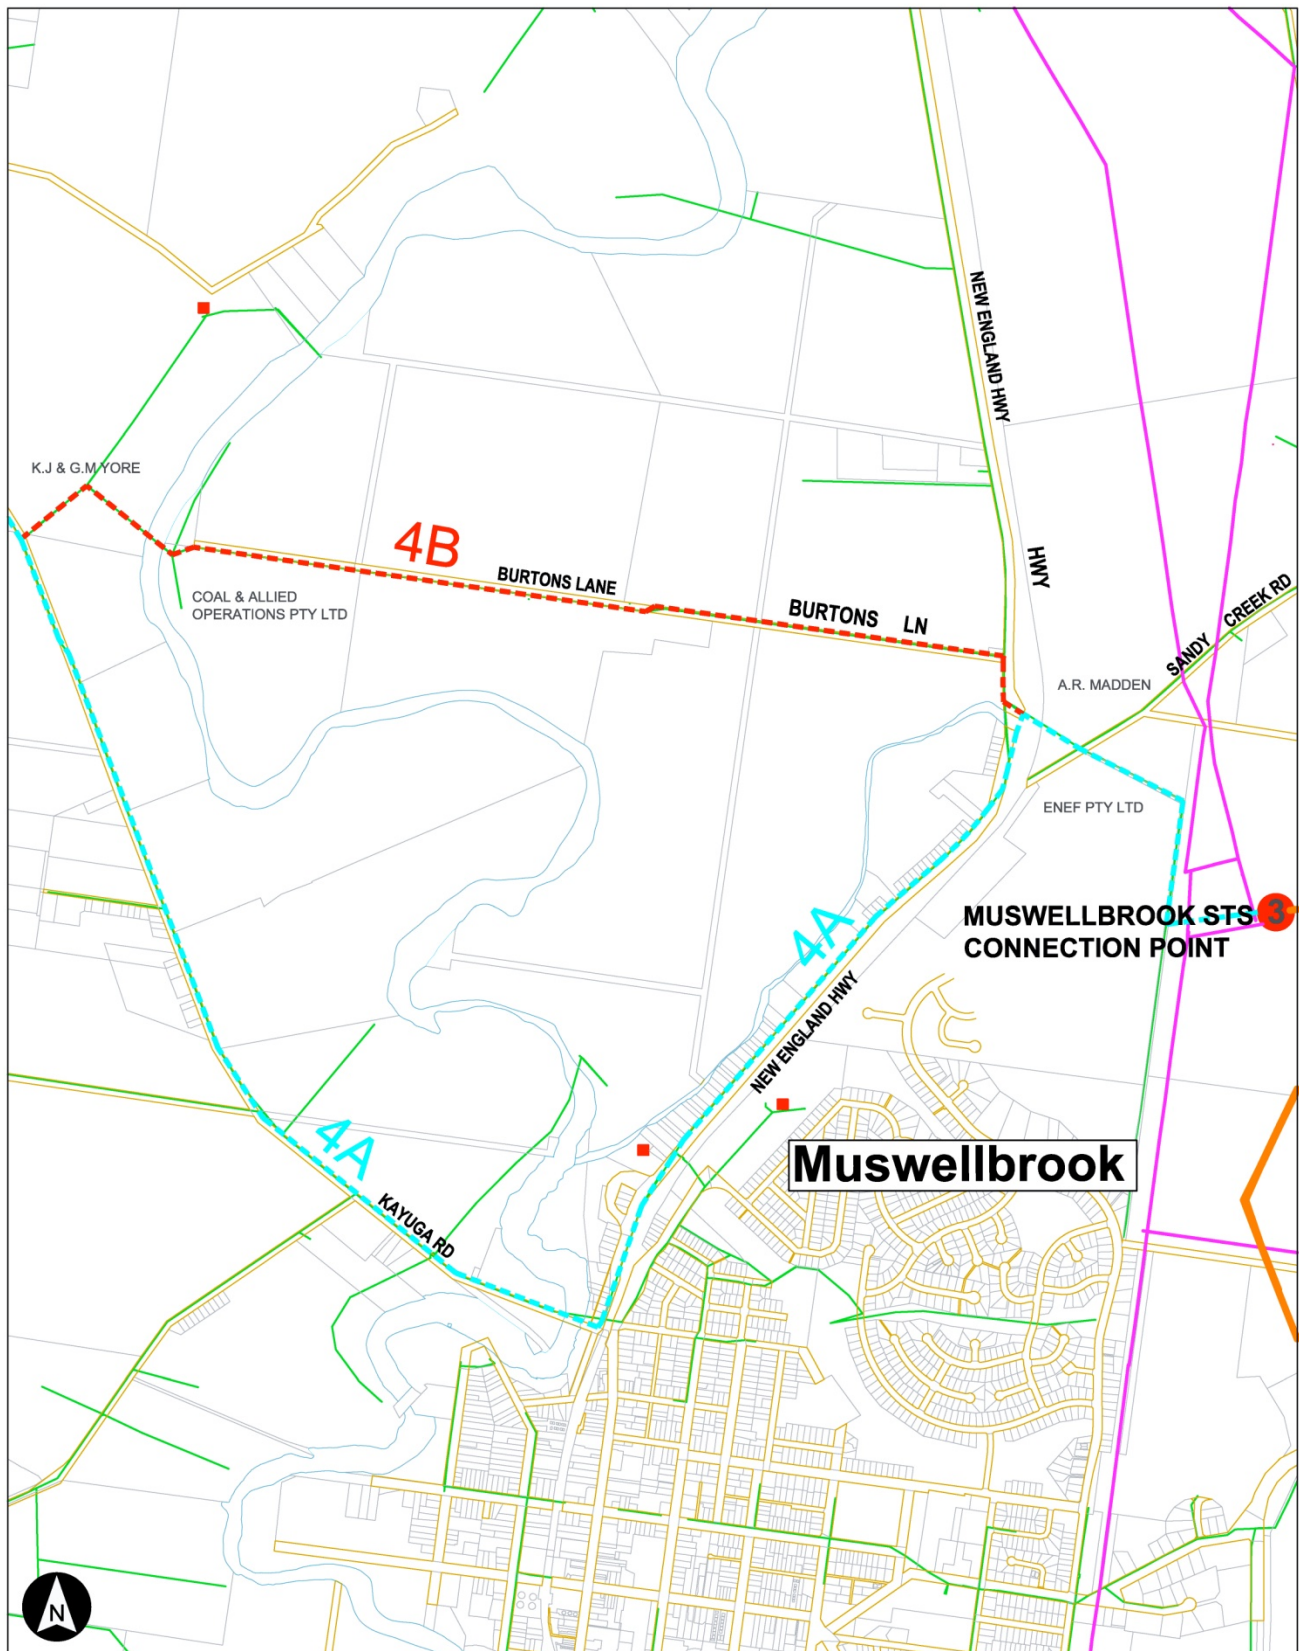 NEW ENGLAND HWY
K.J & G.M YORE
4B
BURTONS LANE
HWY
COAL & ALLIED
OPERATIONS PTY LTD
BURTONS LN
SANDY CREEK RD
A.R. MADDEN
ENEF PTY LTD
4A
MUSWELLBROOK STS 3
CONNECTION POINT
NEW ENGLAND HWY
4A
Muswellbrook
KAYUGA RD
N